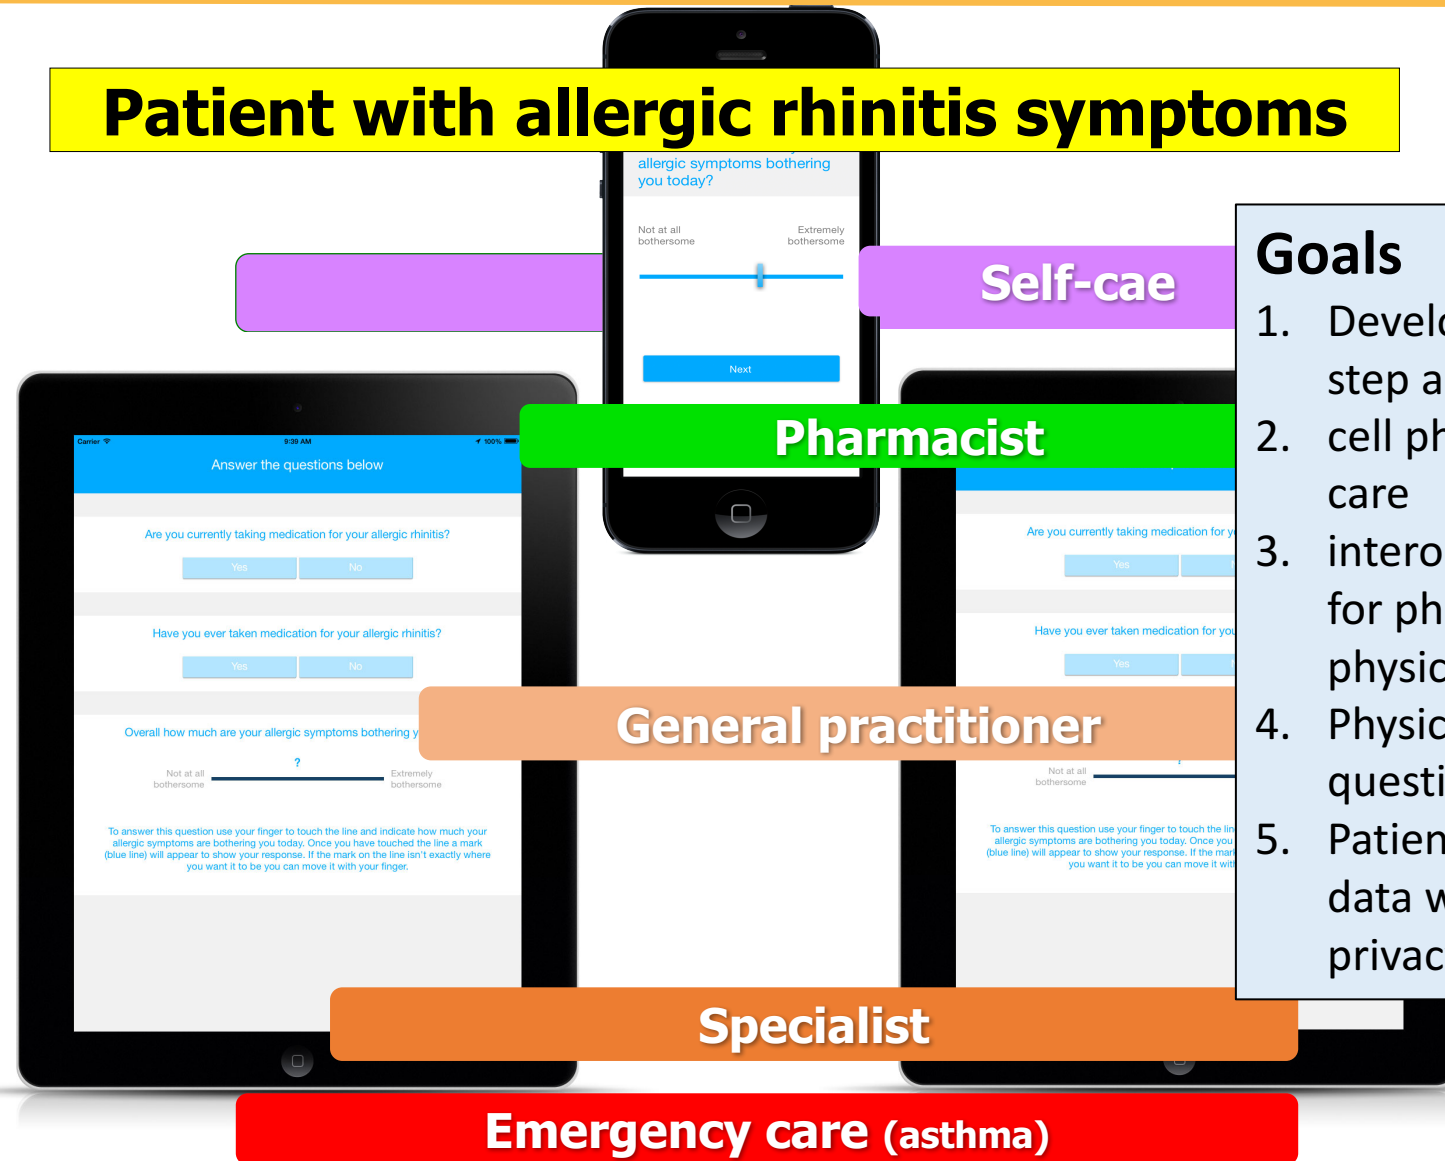 Patient with allergic rhinitis symptoms
allergic symptoms bothering
you today?
Not at all
bothersome
Extremely
bothersome
Next
Self-cae
Pharmacist
General practitioner
Specialist
Emergency care (asthma)
Carrier
9:39 AM
100%
Answer the questions below
Are you currently taking medication for your allergic rhinitis?
Yes
No
Have you ever taken medication for your allergic rhinitis?
Yes
No
Overall how much are your allergic symptoms bothering
?
Not at all
bothersome
Extremely
bothersome
To answer this question use your finger to touch the line and indicate how much your
allergic symptoms are bothering you today. Once you have touched the line a mark
(blue line) will appear to show your response. If the mark on the line isn't exactly where
you want it to be you can move it with your finger.
Are you currently taking medication for
Yes
Have you ever taken medication for
Yes
Not at all
bothersome
To answer this question use your finger to touch the
allergic symptoms are bothering you today. Once you
(blue line) will appear to show your response. If the
you want it to be you can move it
Goals
1.
step
2. cell
care
3.
for
4.
5.
data